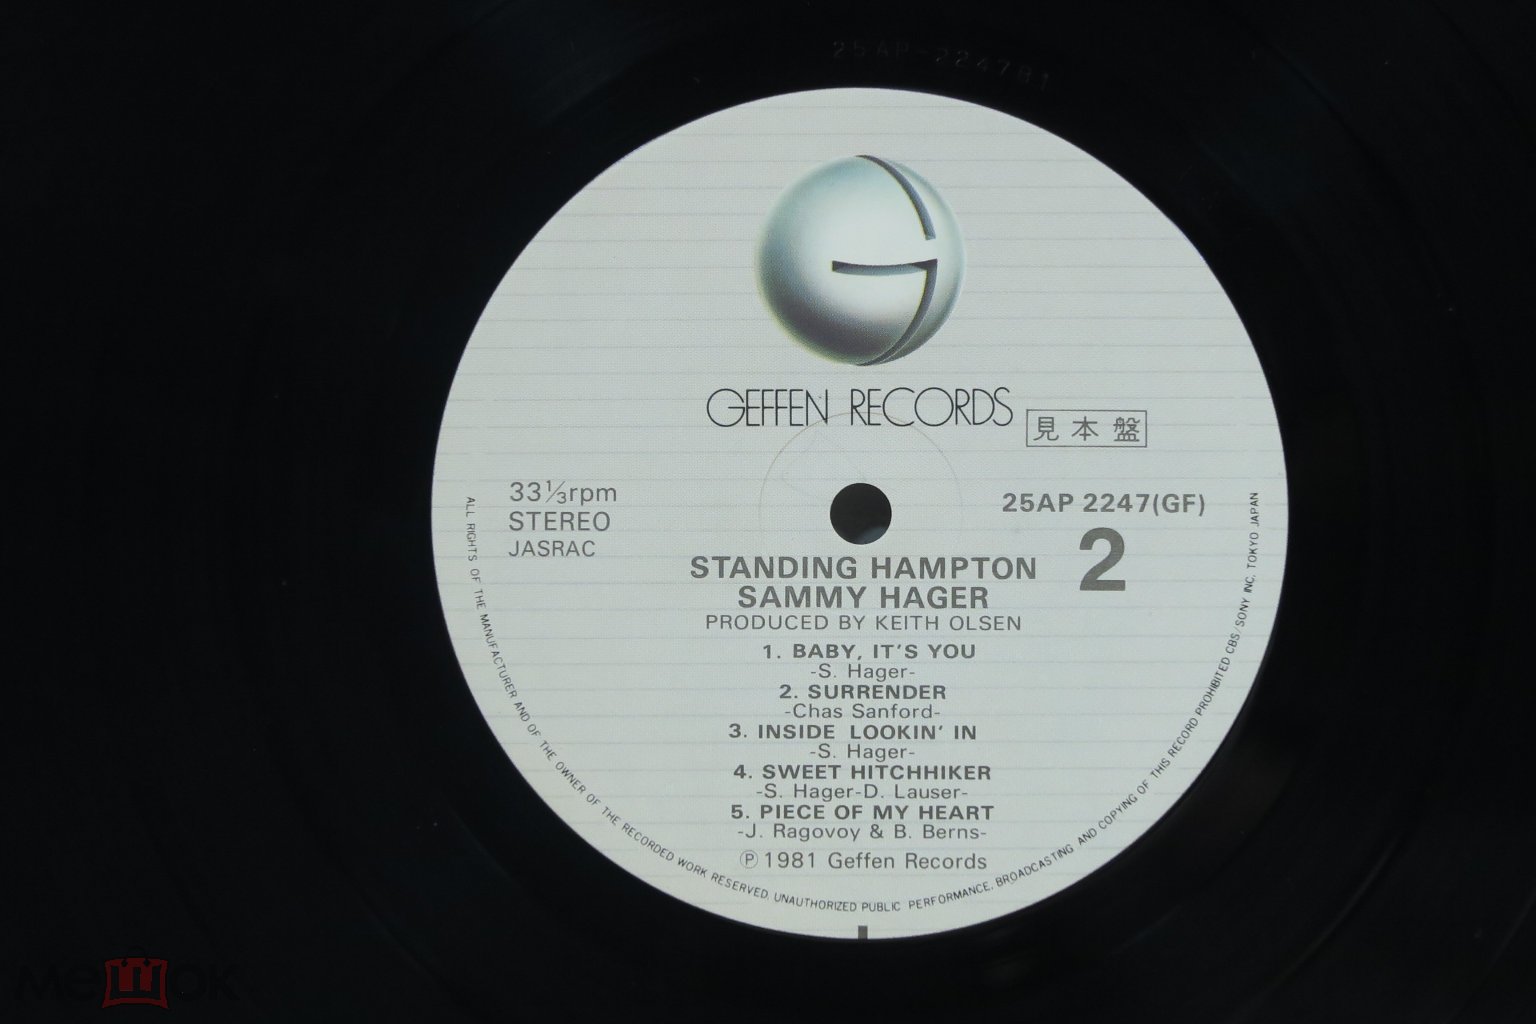 25AP-2247B1
GEFFEN RECORDS
見本盤
33⅓rpm
STEREO
JASRAC
25AP 2247(GF)
2
STANDING HAMPTON
SAMMY HAGER
PRODUCED BY KEITH OLSEN
1. BABY, IT'S YOU
-S. Hager-
2. SURRENDER
-Chas Sanford-
3. INSIDE LOOKIN' IN
-S. Hager-
4. SWEET HITCHHIKER
-S. Hager-D. Lauser-
5. PIECE OF MY HEART
-J. Ragovoy & B. Berns-
Ⓟ1981 Geffen Records
ALL RIGHTS OF THE MANUFACTURER AND OF THE OWNER OF THE RECORDED WORK RESERVED. UNAUTHORIZED PUBLIC PERFORMANCE, BROADCASTING AND COPYING OF THIS RECORD PROHIBITED CBS/SONY INC. TOKYO JAPAN
мешок